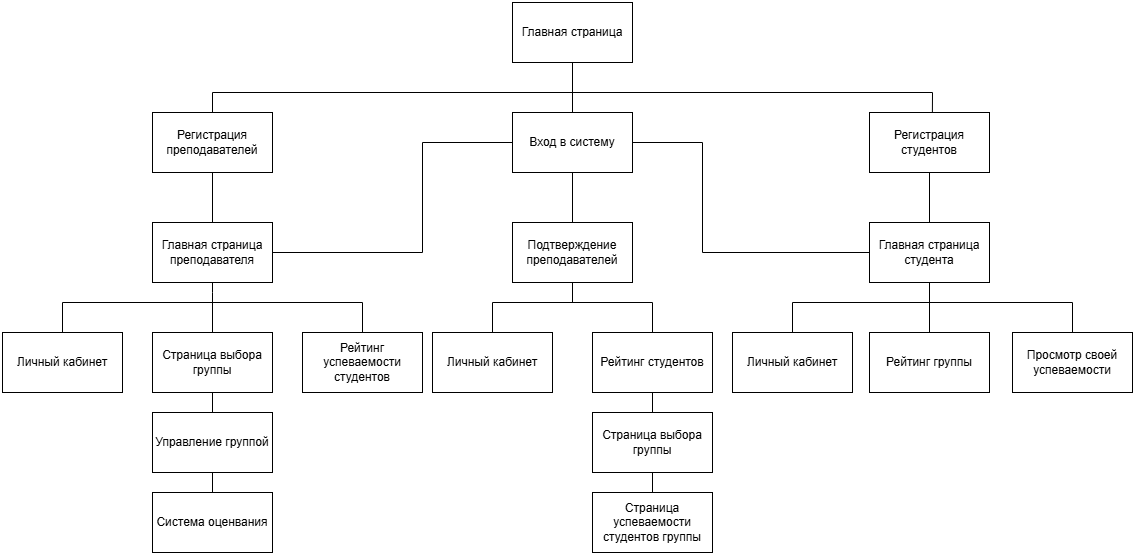 Главная страница
Регистрация
преподавателей
Вход в систему
Регистрация
студентов
Главная страница
преподавателя
Подтверждение
преподавателей
Главная страница
студента
Личный кабинет
Страница выбора
группы
Рейтинг
успеваемости
студентов
Личный кабинет
Рейтинг студентов
Личный кабинет
Рейтинг группы
Просмотр своей
успеваемости
Управление группой
Страница выбора
группы
Система оценвания
Страница
успеваемости
студентов группы